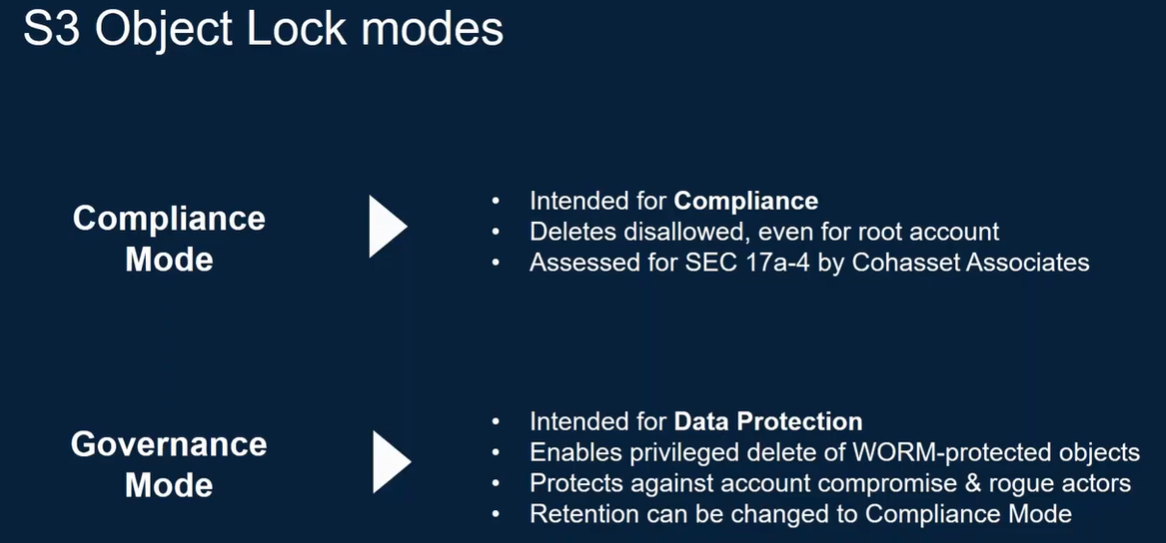 S3 Object Lock modes
Compliance
Mode
• Intended for Compliance
• Deletes disallowed, even for root account
• Assessed for SEC 17a-4 by Cohasset Associates
Governance
Mode
• Intended for Data Protection
• Enables privileged delete of WORM-protected objects
• Protects against account compromise & rogue actors
• Retention can be changed to Compliance Mode